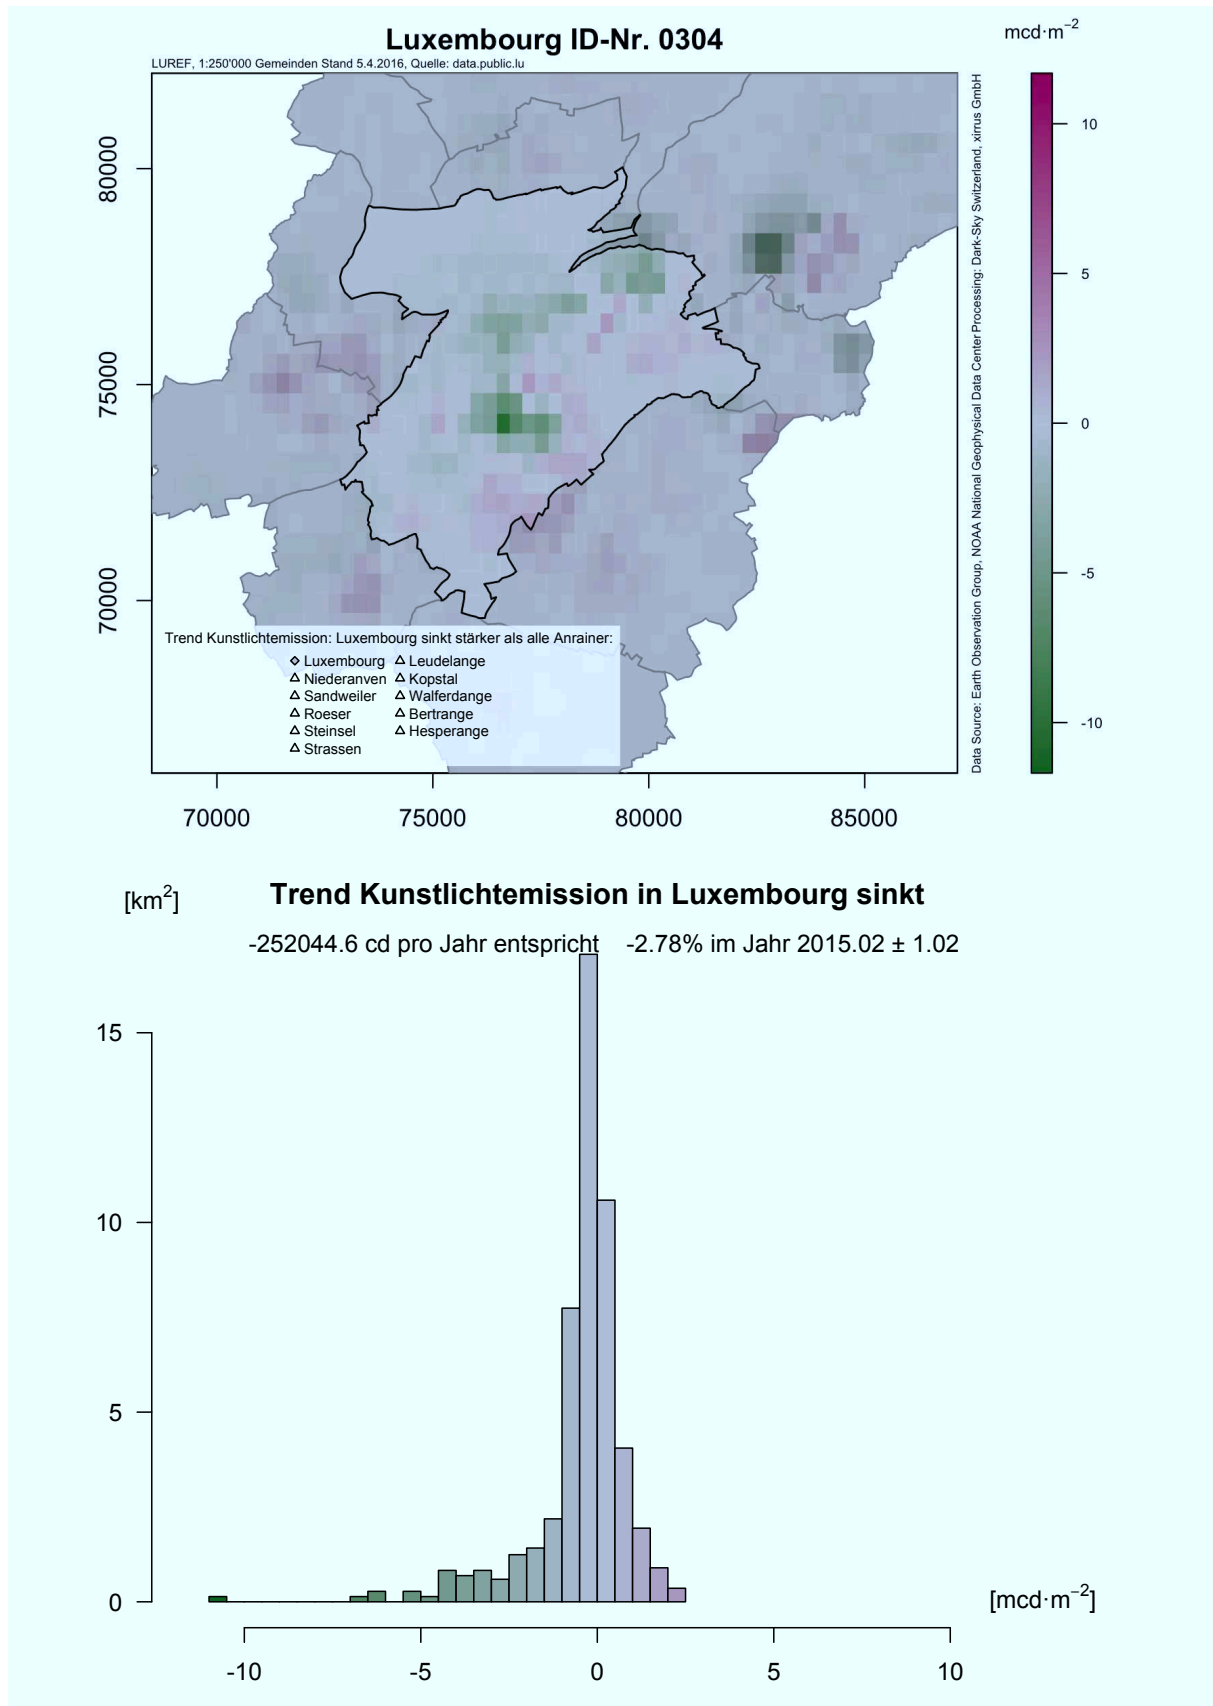 Luxembourg ID-Nr. 0304
mcd·m−2
LUREF, 1:250'000 Gemeinden Stand 5.4.2016, Quelle: data.public.lu
80000
75000
70000
70000
75000
80000
85000
Trend Kunstlichtemission: Luxembourg sinkt stärker als alle Anrainer:
Luxembourg
Niederanven
Sandweiler
Roeser
Steinsel
Strassen
Leudelange
Kopstal
Walferdange
Bertrange
Hesperange
Data Source: Earth Observation Group, NOAA National Geophysical Data Center Processing: Dark-Sky Switzerland, xirrus GmbH
10
5
0
-5
-10
[km2]
Trend Kunstlichtemission in Luxembourg sinkt
-252044.6 cd pro Jahr entspricht -2.78% im Jahr 2015.02 ± 1.02
15
10
5
0
[mcd·m−2]
-10
-5
0
5
10